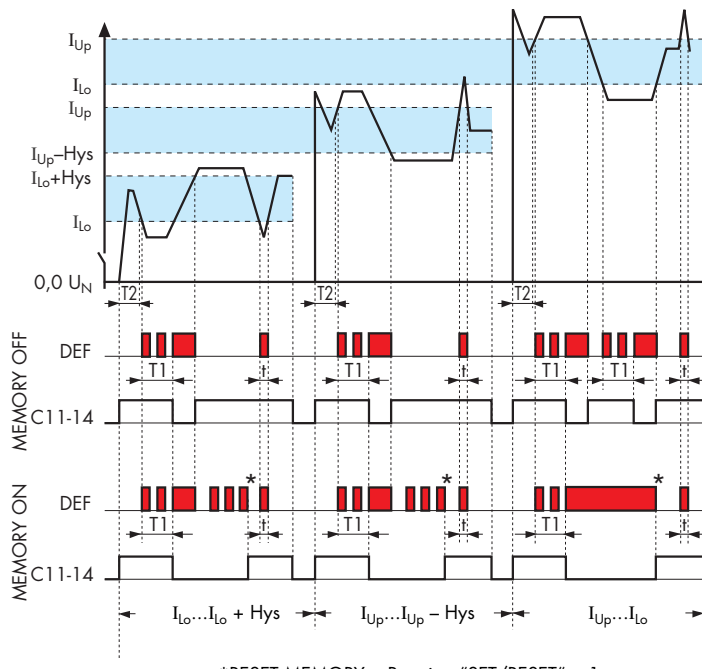 I_Up
I_Lo
I_Up
I_Up–Hys
I_Lo+Hys
I_Lo
0,0 U_N
T2 T2 T2
MEMORY OFF
DEF
T1 t T1 t T1 T1 t
C11-14
MEMORY ON
DEF
* * *
T1 t T1 t T1 t
C11-14
I_Lo...I_Lo + Hys I_Up...I_Up – Hys I_Up...I_Lo